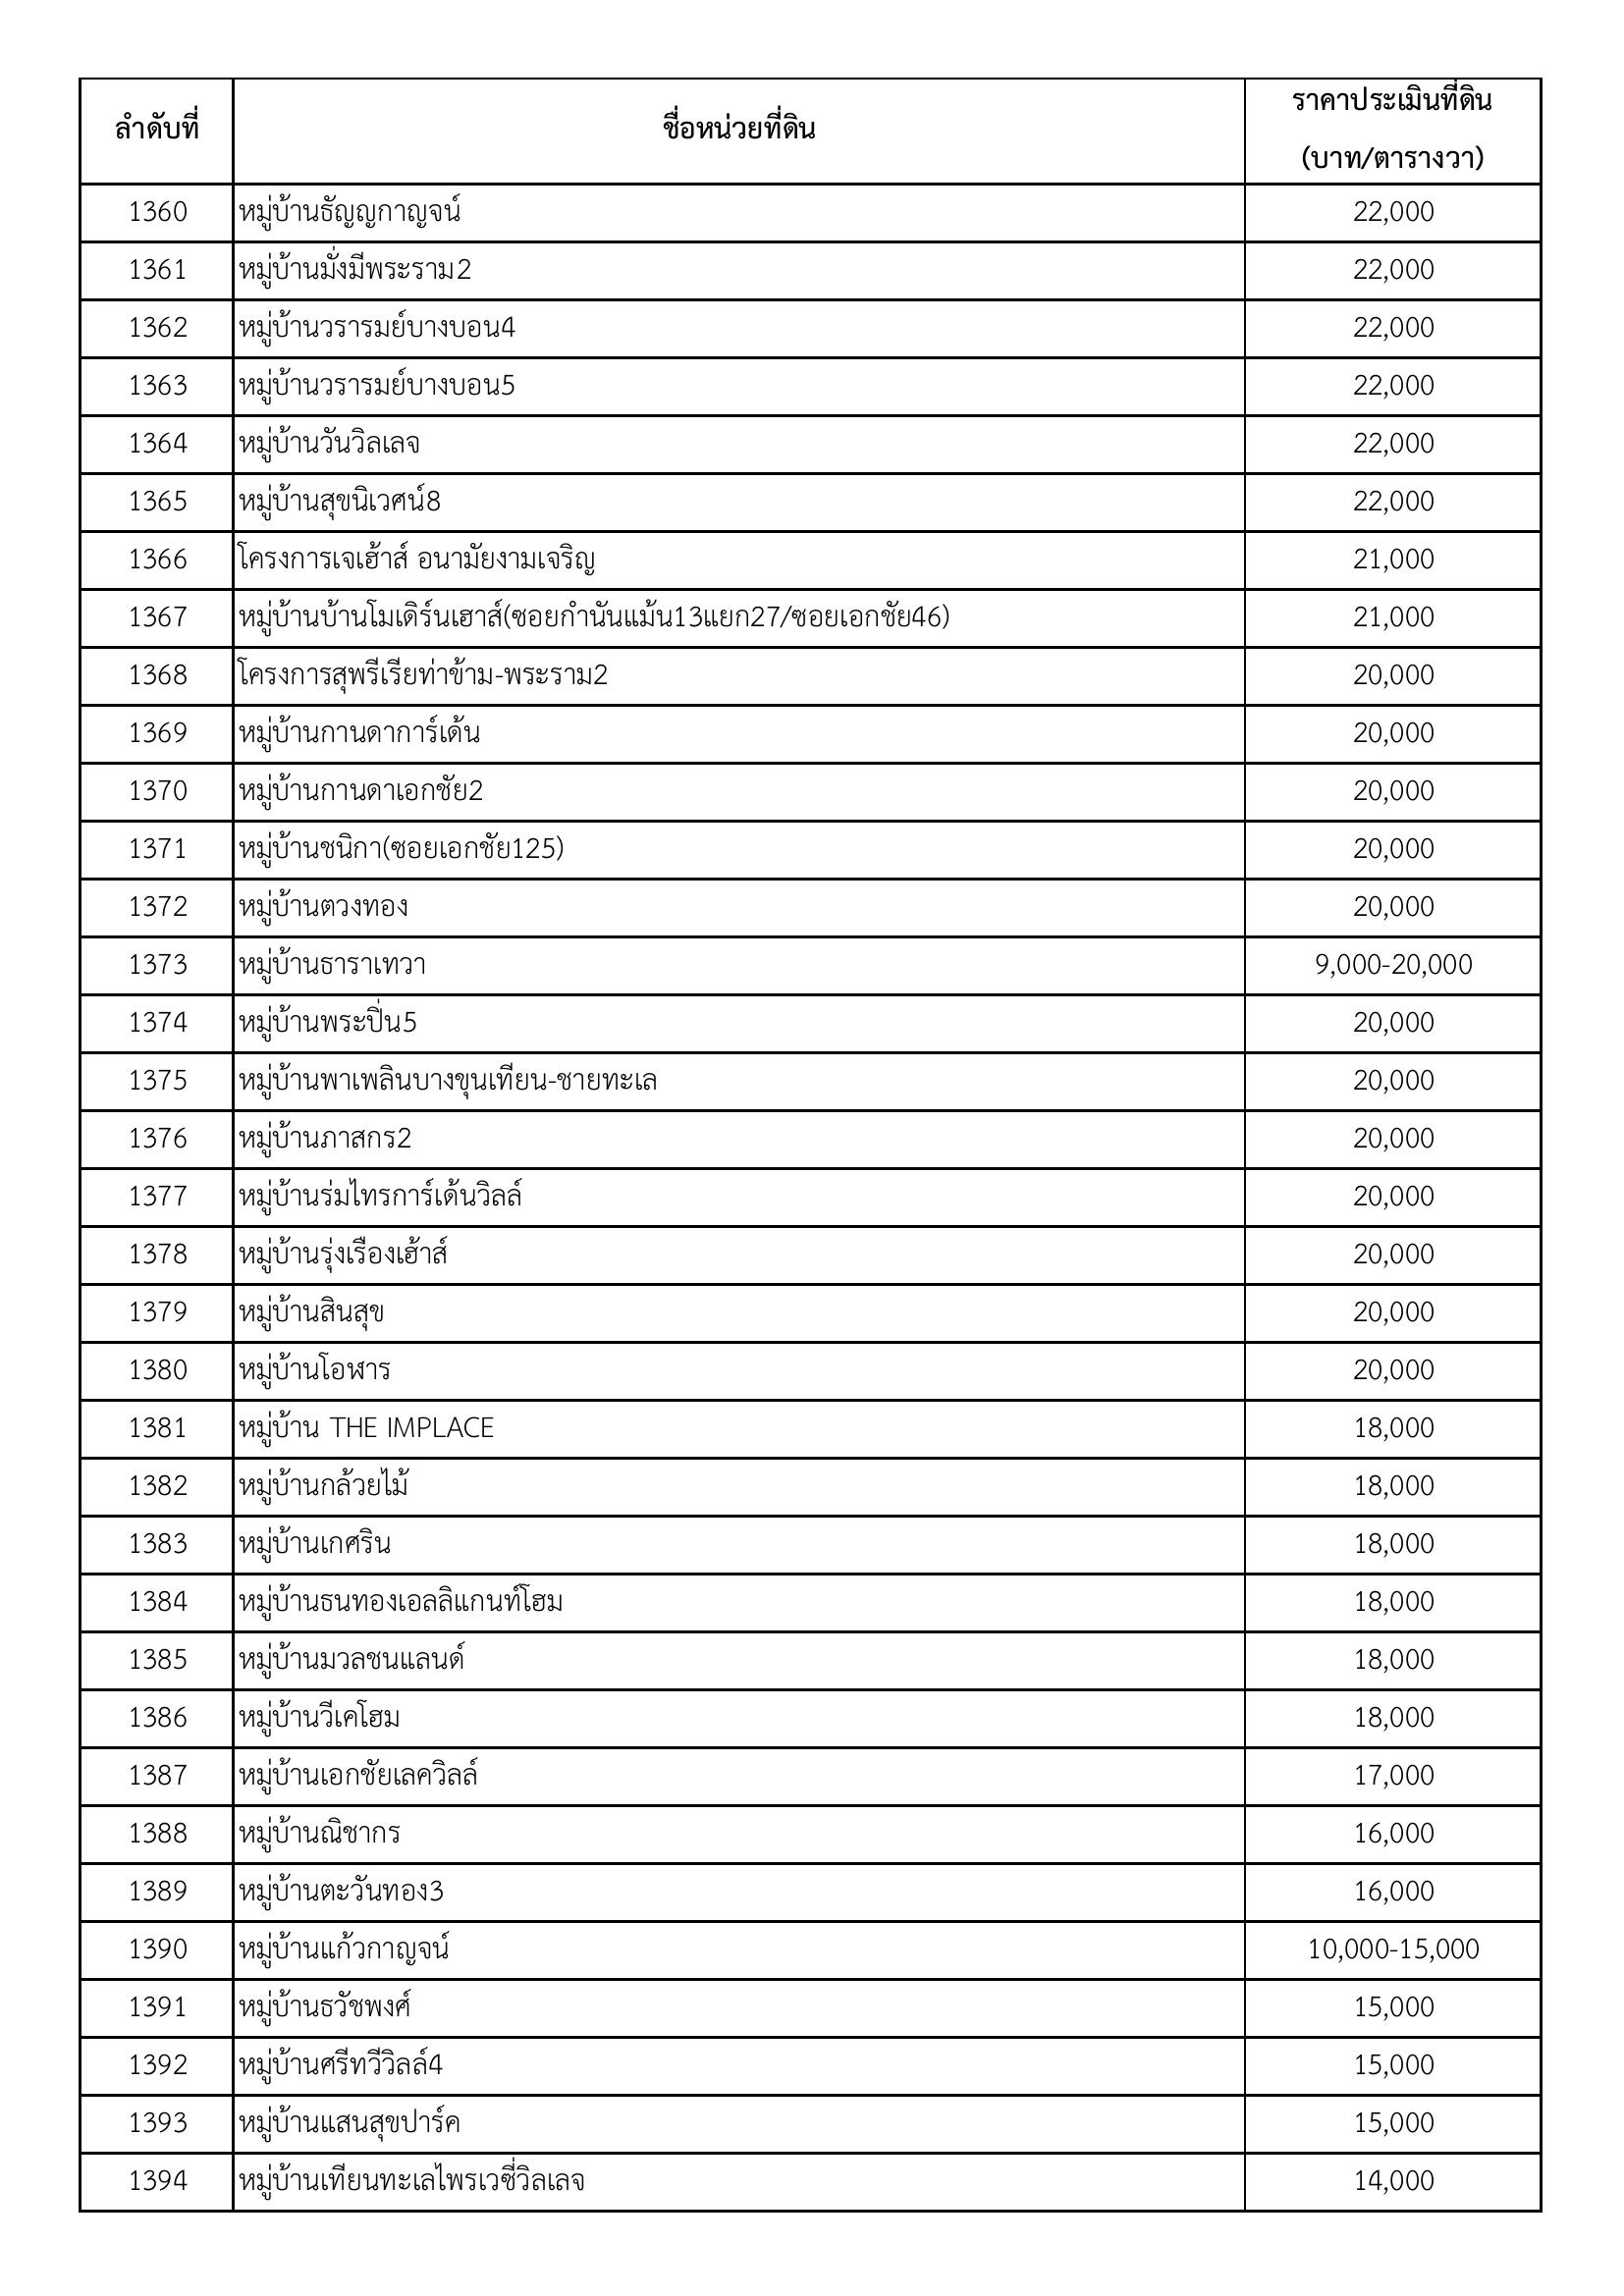 ลำดับที่ ชื่อหน่วยที่ดิน ราคาประเมินที่ดิน
(บาท/ตารางวา)
1360 หมู่บ้านธัญญกาญจน์ 22,000
1361 หมู่บ้านมั่งมีพระราม2 22,000
1362 หมู่บ้านวรารมย์บางบอน4 22,000
1363 หมู่บ้านวรารมย์บางบอน5 22,000
1364 หมู่บ้านวันวิลเลจ 22,000
1365 หมู่บ้านสุขนิเวศน์8 22,000
1366 โครงการเจเฮ้าส์ อนามัยงามเจริญ 21,000
1367 หมู่บ้านบ้านโมเดิร์นเฮาส์(ซอยกำนันแม้น13แยก27/ซอยเอกชัย46) 21,000
1368 โครงการสุพรีเรียท่าข้าม-พระราม2 20,000
1369 หมู่บ้านกานดาการ์เด้น 20,000
1370 หมู่บ้านกานดาเอกชัย2 20,000
1371 หมู่บ้านชนิกา(ซอยเอกชัย125) 20,000
1372 หมู่บ้านตวงทอง 20,000
1373 หมู่บ้านธาราเทวา 9,000-20,000
1374 หมู่บ้านพระปิ่น5 20,000
1375 หมู่บ้านพาเพลินบางขุนเทียน-ชายทะเล 20,000
1376 หมู่บ้านภาสกร2 20,000
1377 หมู่บ้านร่มไทรการ์เด้นวิลล์ 20,000
1378 หมู่บ้านรุ่งเรืองเฮ้าส์ 20,000
1379 หมู่บ้านสินสุข 20,000
1380 หมู่บ้านโอฬาร 20,000
1381 หมู่บ้าน THE IMPLACE 18,000
1382 หมู่บ้านกล้วยไม้ 18,000
1383 หมู่บ้านเกศริน 18,000
1384 หมู่บ้านธนทองเอลลิแกนท์โฮม 18,000
1385 หมู่บ้านมวลชนแลนด์ 18,000
1386 หมู่บ้านวีเคโฮม 18,000
1387 หมู่บ้านเอกชัยเลควิลล์ 17,000
1388 หมู่บ้านณิชากร 16,000
1389 หมู่บ้านตะวันทอง3 16,000
1390 หมู่บ้านแก้วกาญจน์ 10,000-15,000
1391 หมู่บ้านธวัชพงศ์ 15,000
1392 หมู่บ้านศรีทวีวิลล์4 15,000
1393 หมู่บ้านแสนสุขปาร์ค 15,000
1394 หมู่บ้านเทียนทะเลไพรเวซี่วิลเลจ 14,000